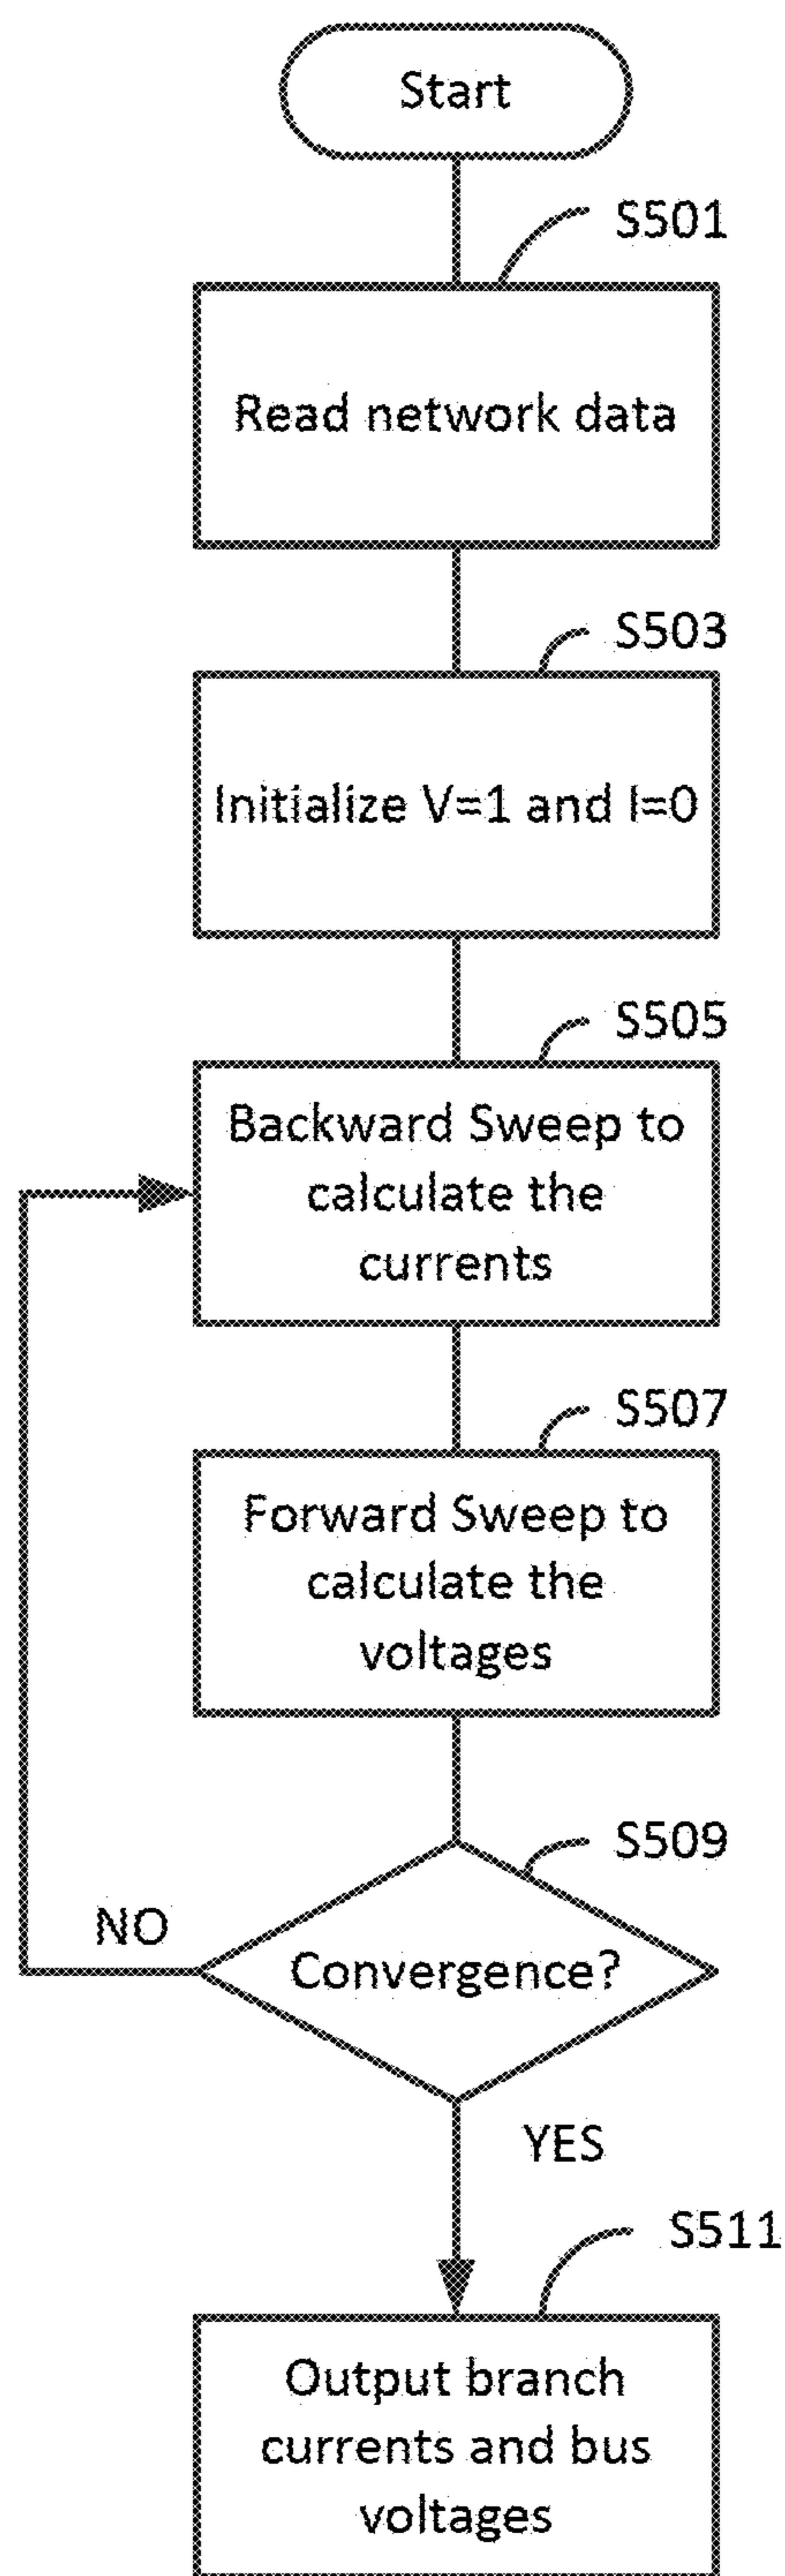 Start
S501
Read network data
S503
Initialize V=1 and I=0
S505
Backward Sweep to
calculate the
currents
S507
Forward Sweep to
calculate the
voltages
S509
NO
Convergence?
YES
S511
Output branch
currents and bus
voltages